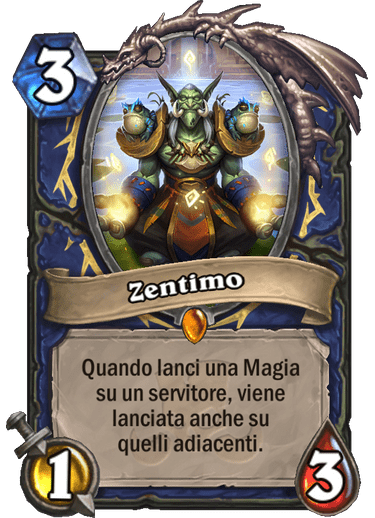 3
Zentimo
Quando lanci una Magia
su un servitore, viene
lanciata anche su
quelli adiacenti.
1
3